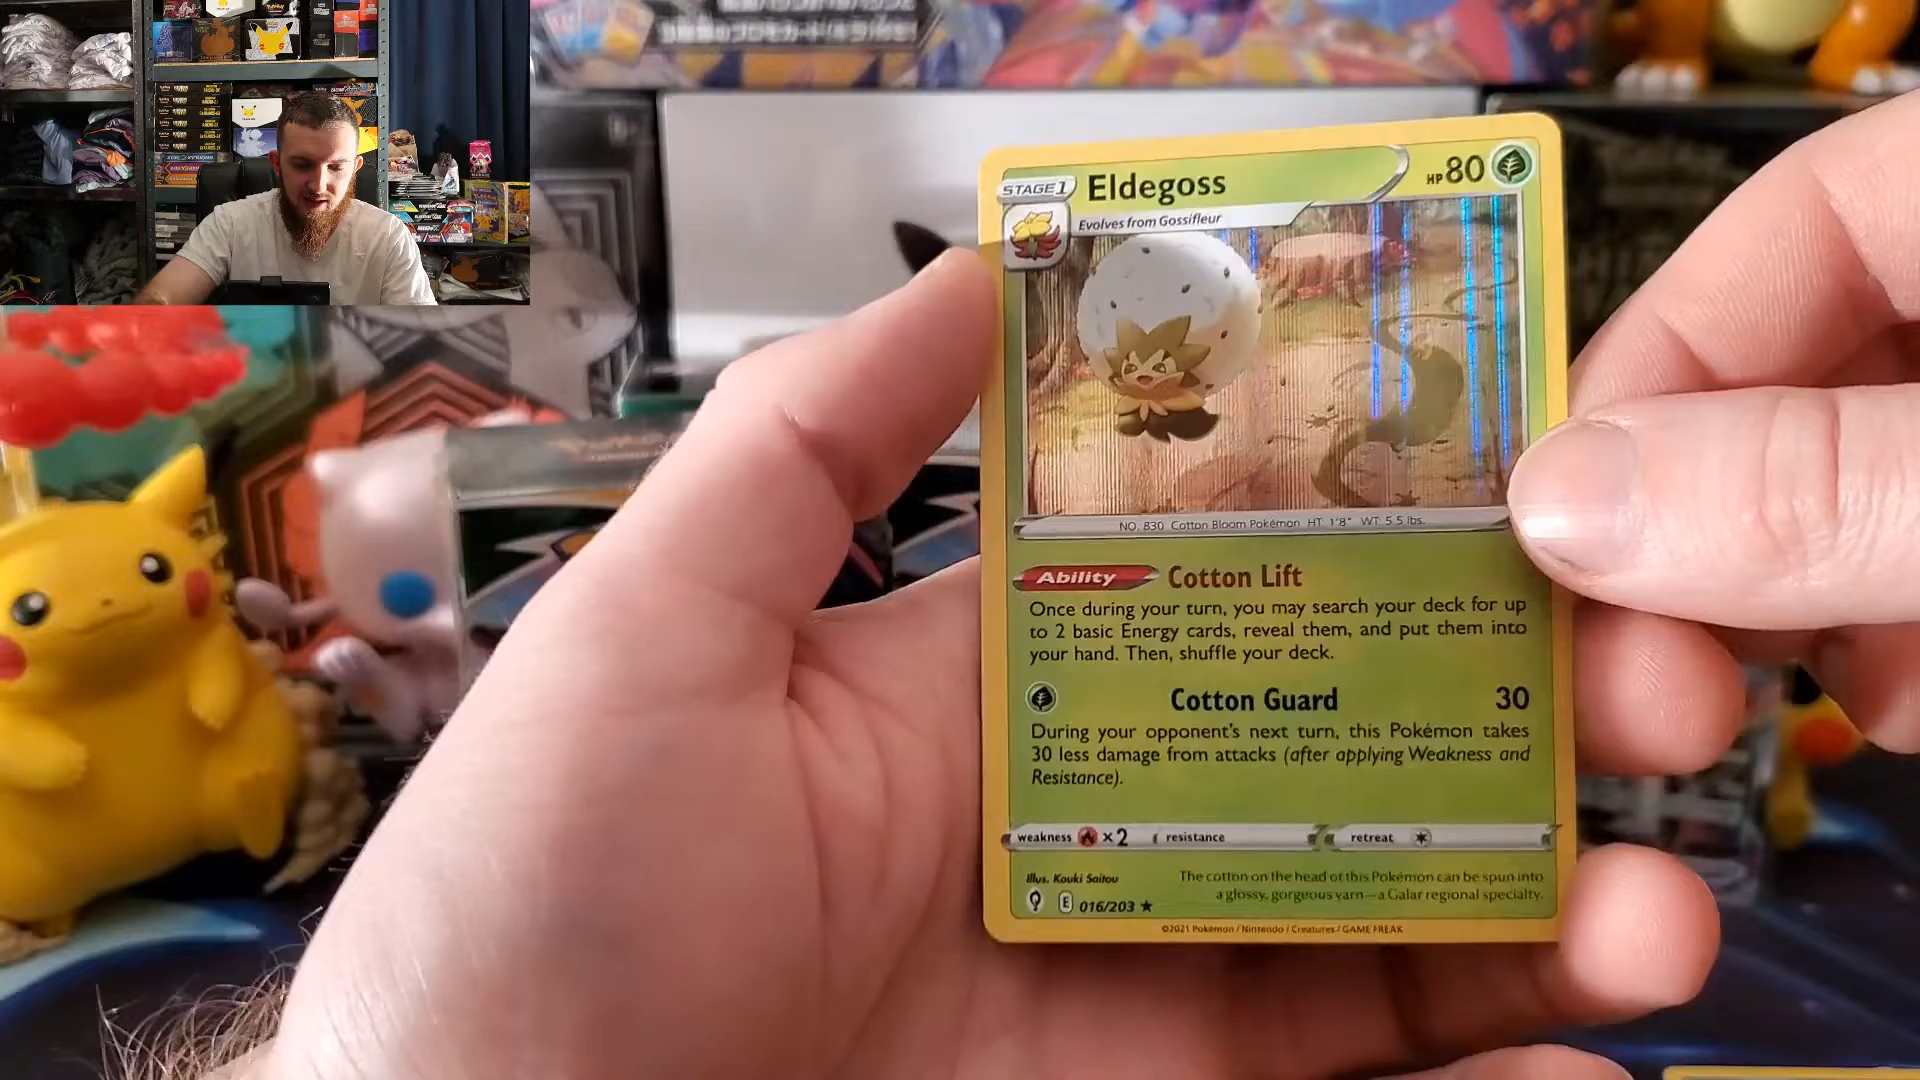 STAGE 1
Eldegoss
HP 80
Evolves from Gossifleur
NO. 830 Cotton Bloom Pokémon HT: 1'8" WT: 5.5 lbs.
Ability Cotton Lift
Once during your turn, you may search your deck for up
to 2 basic Energy cards, reveal them, and put them into
your hand. Then, shuffle your deck.
Cotton Guard 30
During your opponent's next turn, this Pokémon takes
30 less damage from attacks (after applying Weakness and
Resistance).
weakness ×2 resistance retreat
Illus. Kouki Saitou
The cotton on the head of this Pokémon can be spun into
a glossy, gorgeous yarn—a Galar regional specialty.
E 016/203 ★
©2021 Pokémon / Nintendo / Creatures / GAME FREAK